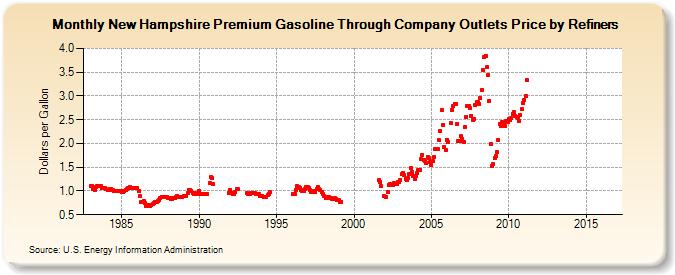 Monthly New Hampshire Premium Gasoline Through Company Outlets Price by Refiners
Dollars per Gallon
4.0
3.5
3.0
2.5
2.0
1.5
1.0
0.5
1985 1990 1995 2000 2005 2010 2015
Source: U.S. Energy Information Administration